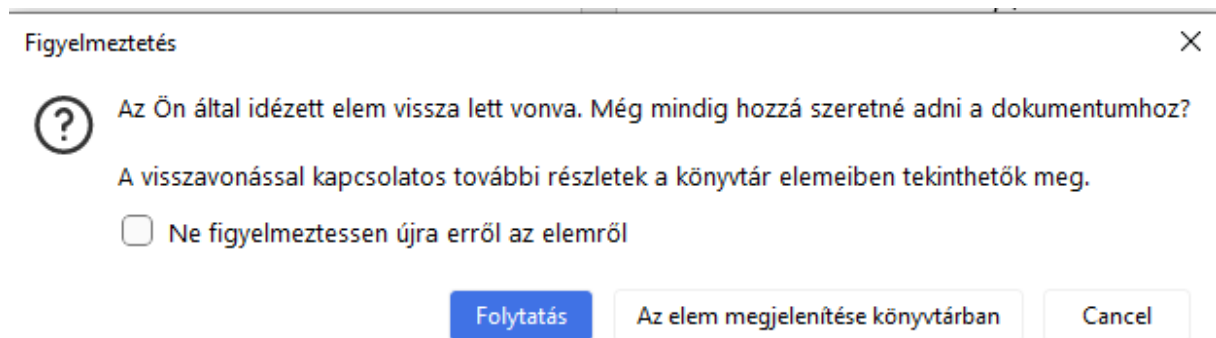 Figyelmeztetés
Az Ön által idézett elem vissza lett vonva. Még mindig hozzá szeretné adni a dokumentumhoz?
A visszavonással kapcsolatos további részletek a könyvtár elemeiben tekinthetők meg.
Ne figyelmeztessen újra erről az elemről
Folytatás Az elem megjelenítése könyvtárban Cancel